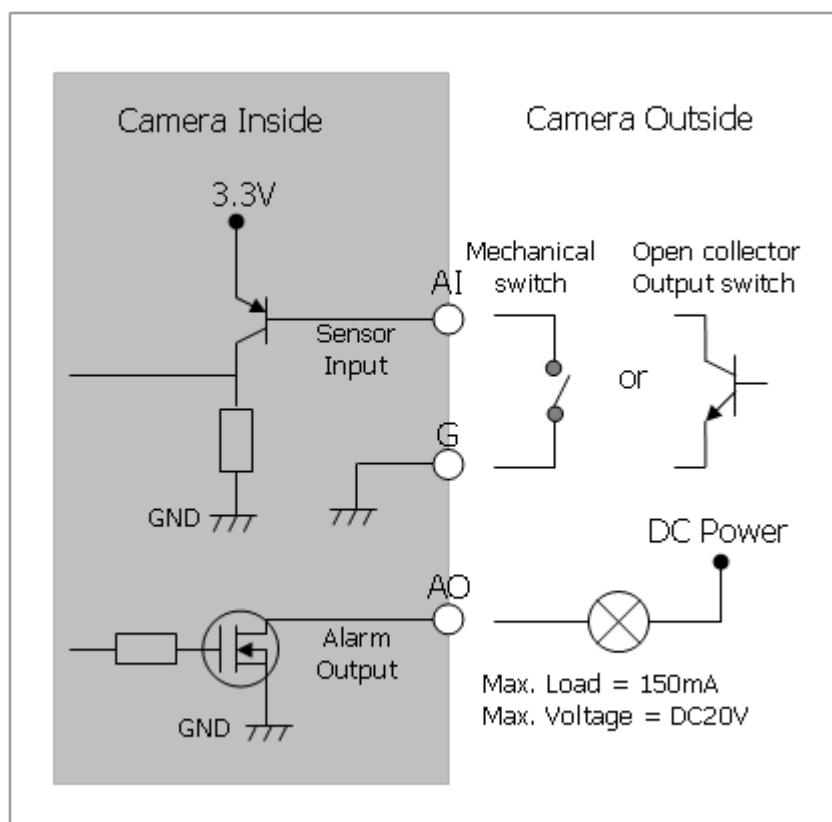 Camera Inside
Camera Outside
3.3V
AI
Mechanical
switch
Open collector
Output switch
Sensor
Input
or
G
GND
DC Power
AO
Alarm
Output
GND
Max. Load = 150mA
Max. Voltage = DC20V